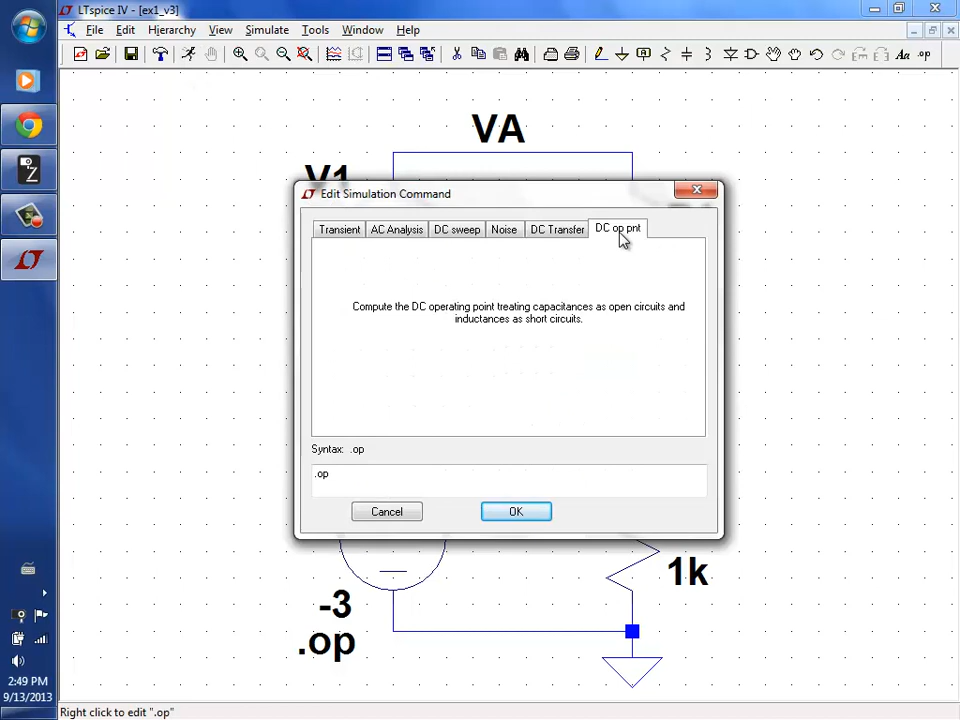 LTspice IV - [ex1_v3]
File Edit Hierarchy View Simulate Tools Window Help
Aa .op
VA
V1
Edit Simulation Command
Transient AC Analysis DC sweep Noise DC Transfer DC op pnt
Compute the DC operating point treating capacitances as open circuits and
inductances as short circuits.
Syntax: .op
.op
Cancel OK
1k
-3
.op
2:49 PM
9/13/2013
Right click to edit ".op"